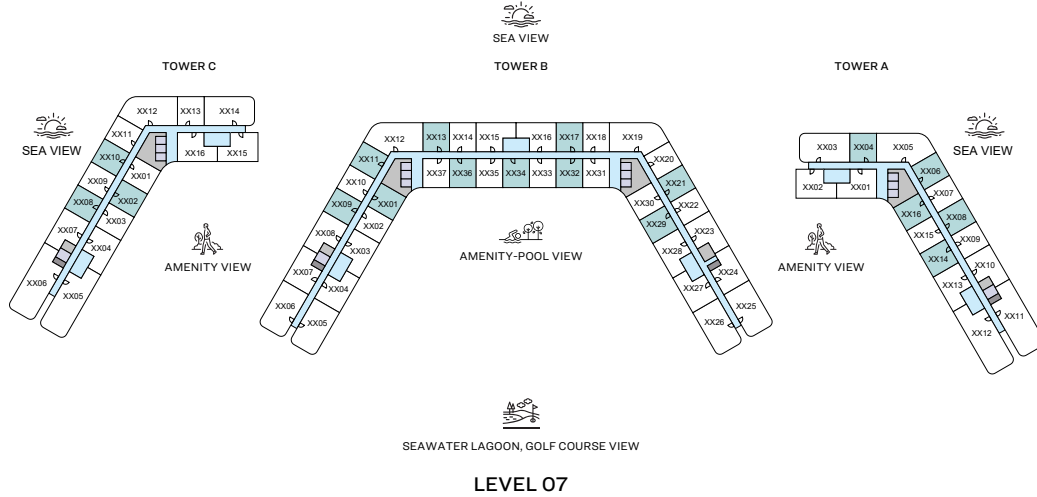 SEA VIEW
TOWER C
TOWER B
TOWER A
SEA VIEW
SEA VIEW
XX12
XX13
XX14
XX11
XX10
XX16
XX15
XX01
XX09
XX02
XX08
XX03
XX07
XX04
XX06
XX05
AMENITY VIEW
XX12
XX13
XX14
XX15
XX16
XX17
XX18
XX19
XX11
XX37
XX36
XX35
XX34
XX33
XX32
XX31
XX20
XX10
XX01
XX30
XX21
XX09
XX02
XX29
XX22
XX08
XX03
XX28
XX23
XX07
XX04
XX27
XX24
XX06
XX05
XX26
XX25
AMENITY-POOL VIEW
XX03
XX04
XX05
XX02
XX01
XX06
XX07
XX16
XX08
XX15
XX09
XX14
XX10
XX13
XX11
XX12
AMENITY VIEW
SEAWATER LAGOON, GOLF COURSE VIEW
LEVEL 07